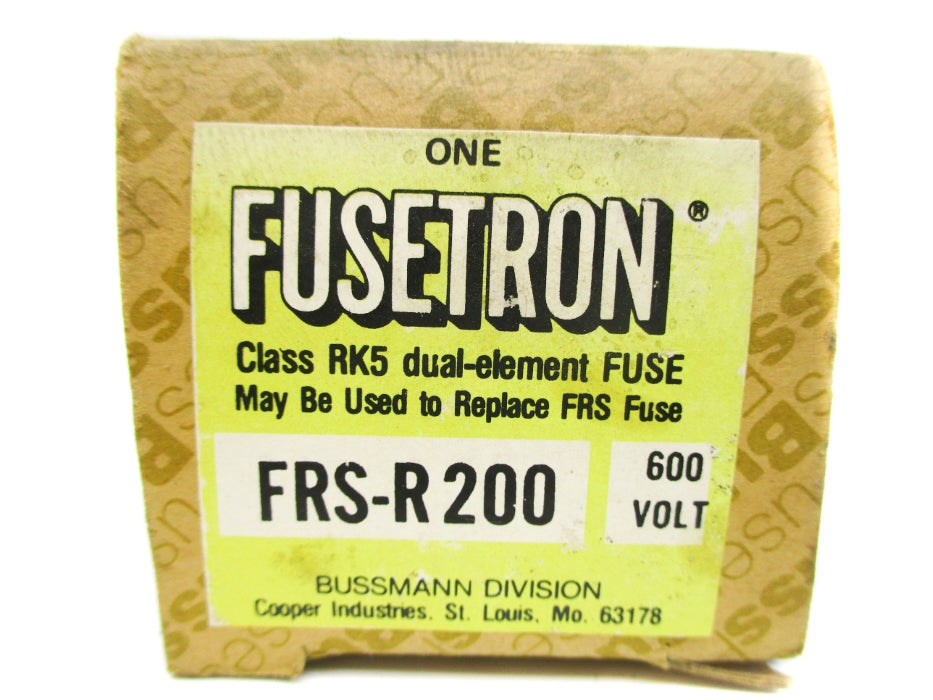 ONE
FUSETRON ®
Class RK5 dual-element FUSE
May Be Used to Replace FRS Fuse
FRS-R 200
600
VOLT
BUSSMANN DIVISION
Cooper Industries. St. Louis, Mo. 63178